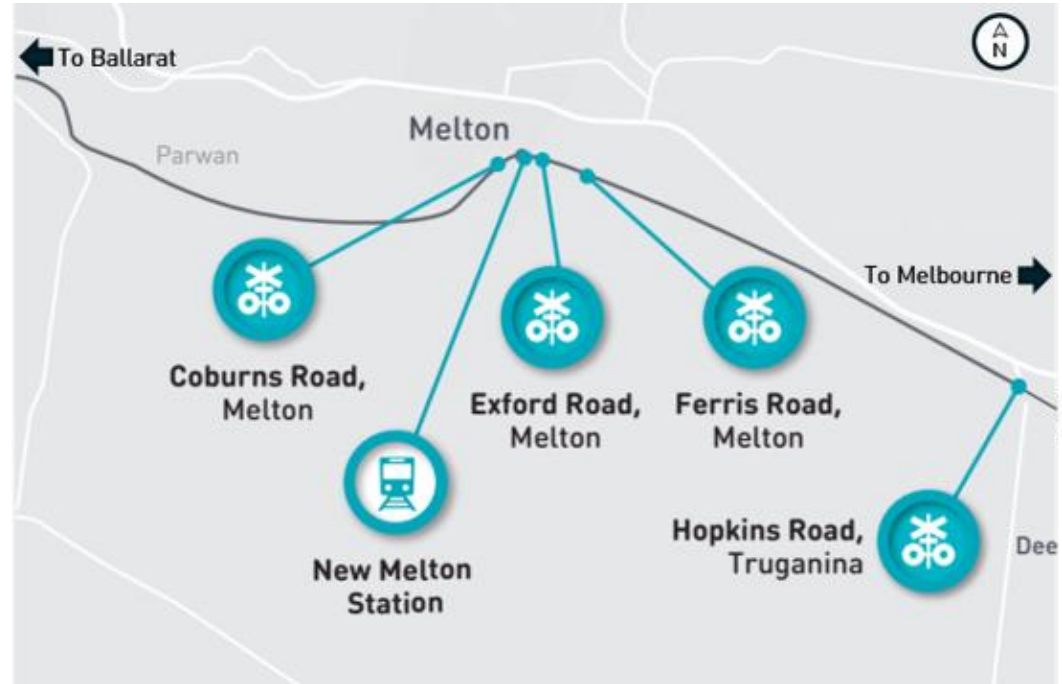 To Ballarat
N
Melton
Parwan
To Melbourne
Coburns Road,
Melton
Exford Road,
Melton
Ferris Road,
Melton
New Melton
Station
Hopkins Road,
Truganina
Dee